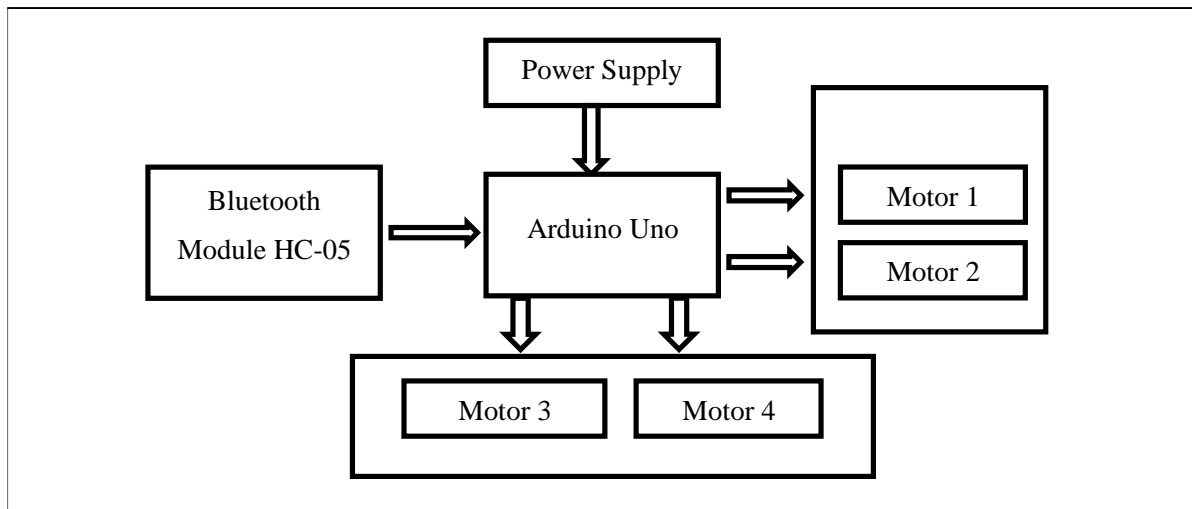 Power Supply
Bluetooth
Module HC-05
Arduino Uno
Motor 1
Motor 2
Motor 3
Motor 4